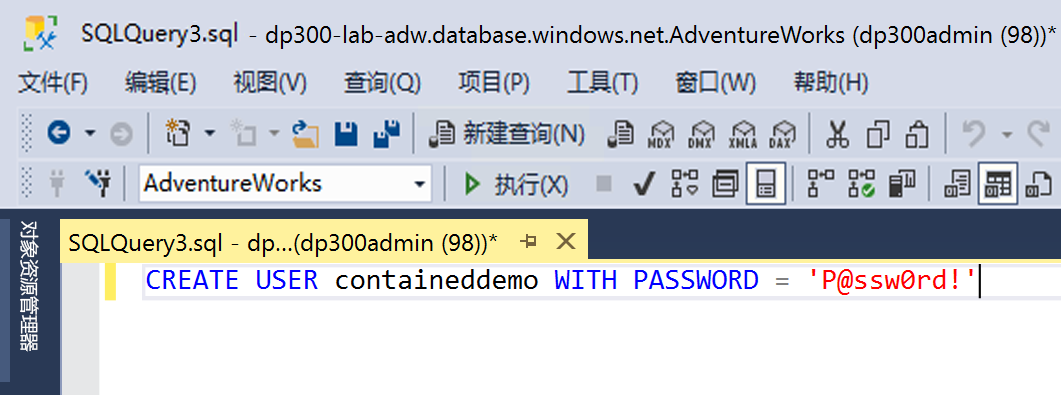 SQLQuery3.sql - dp300-lab-adw.database.windows.net.AdventureWorks (dp300admin (98))*
文件(F) 编辑(E) 视图(V) 查询(Q) 项目(P) 工具(T) 窗口(W) 帮助(H)
新建查询(N) MDX DMX XMLA DAX
AdventureWorks 执行(X)
对象资源管理器
SQLQuery3.sql - dp...(dp300admin (98))*
CREATE USER containeddemo WITH PASSWORD = 'P@ssw0rd!'